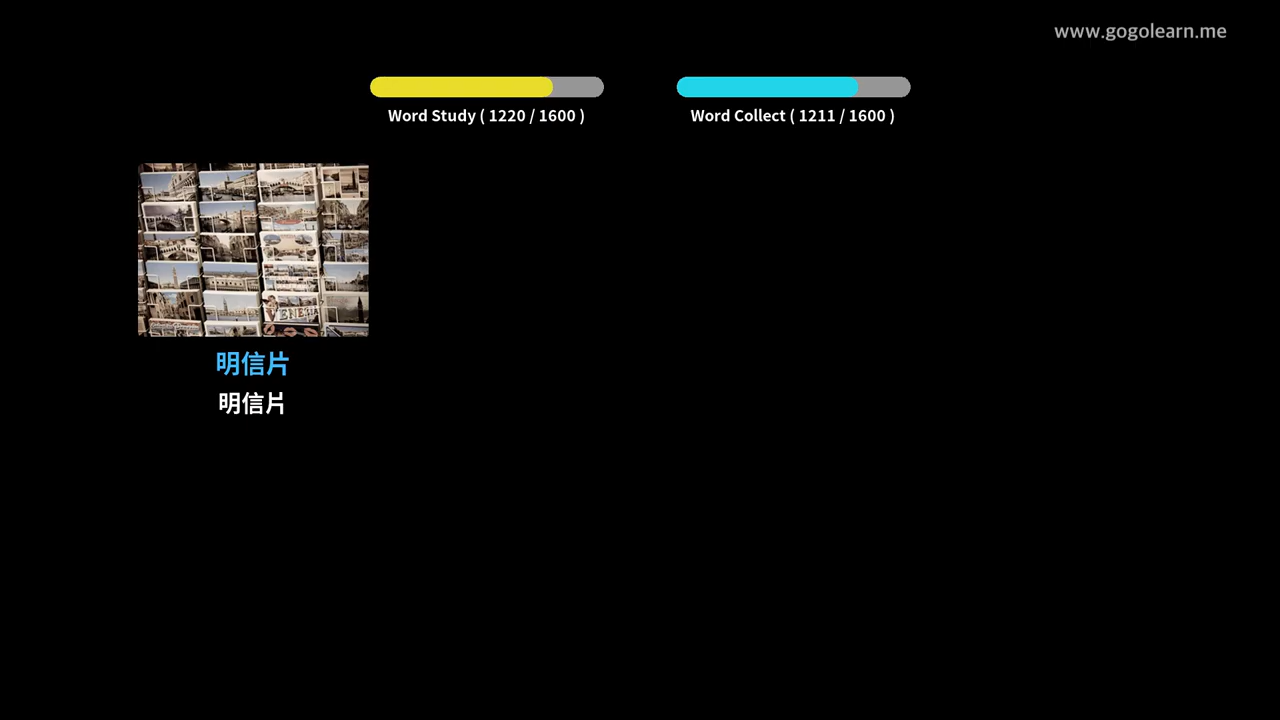 www.gogolearn.me
Word Study ( 1220 / 1600 )
Word Collect ( 1211 / 1600 )
明信片
明信片